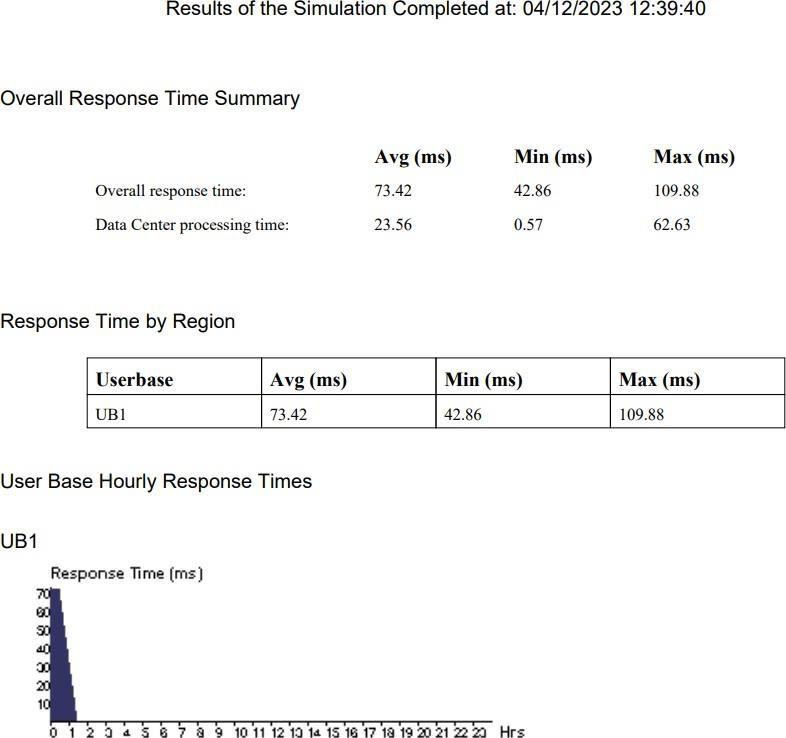 Results of the Simulation Completed at: 04/12/2023 12:39:40
Overall Response Time Summary
Avg (ms) Min (ms) Max (ms)
Overall response time: 73.42 42.86 109.88
Data Center processing time: 23.56 0.57 62.63
Response Time by Region
Userbase Avg (ms) Min (ms) Max (ms)
UB1 73.42 42.86 109.88
User Base Hourly Response Times
UB1
Response Time (ms)
70
60
50
40
30
20
10
0 1 2 3 4 5 6 7 8 9 10 11 12 13 14 15 16 17 18 19 20 21 22 23 Hrs